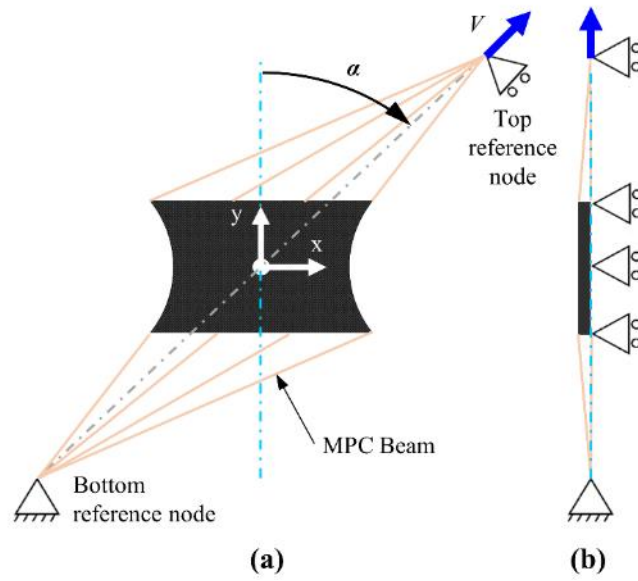 V
α
Top
reference
node
y
x
MPC Beam
Bottom
reference node
(a)
(b)